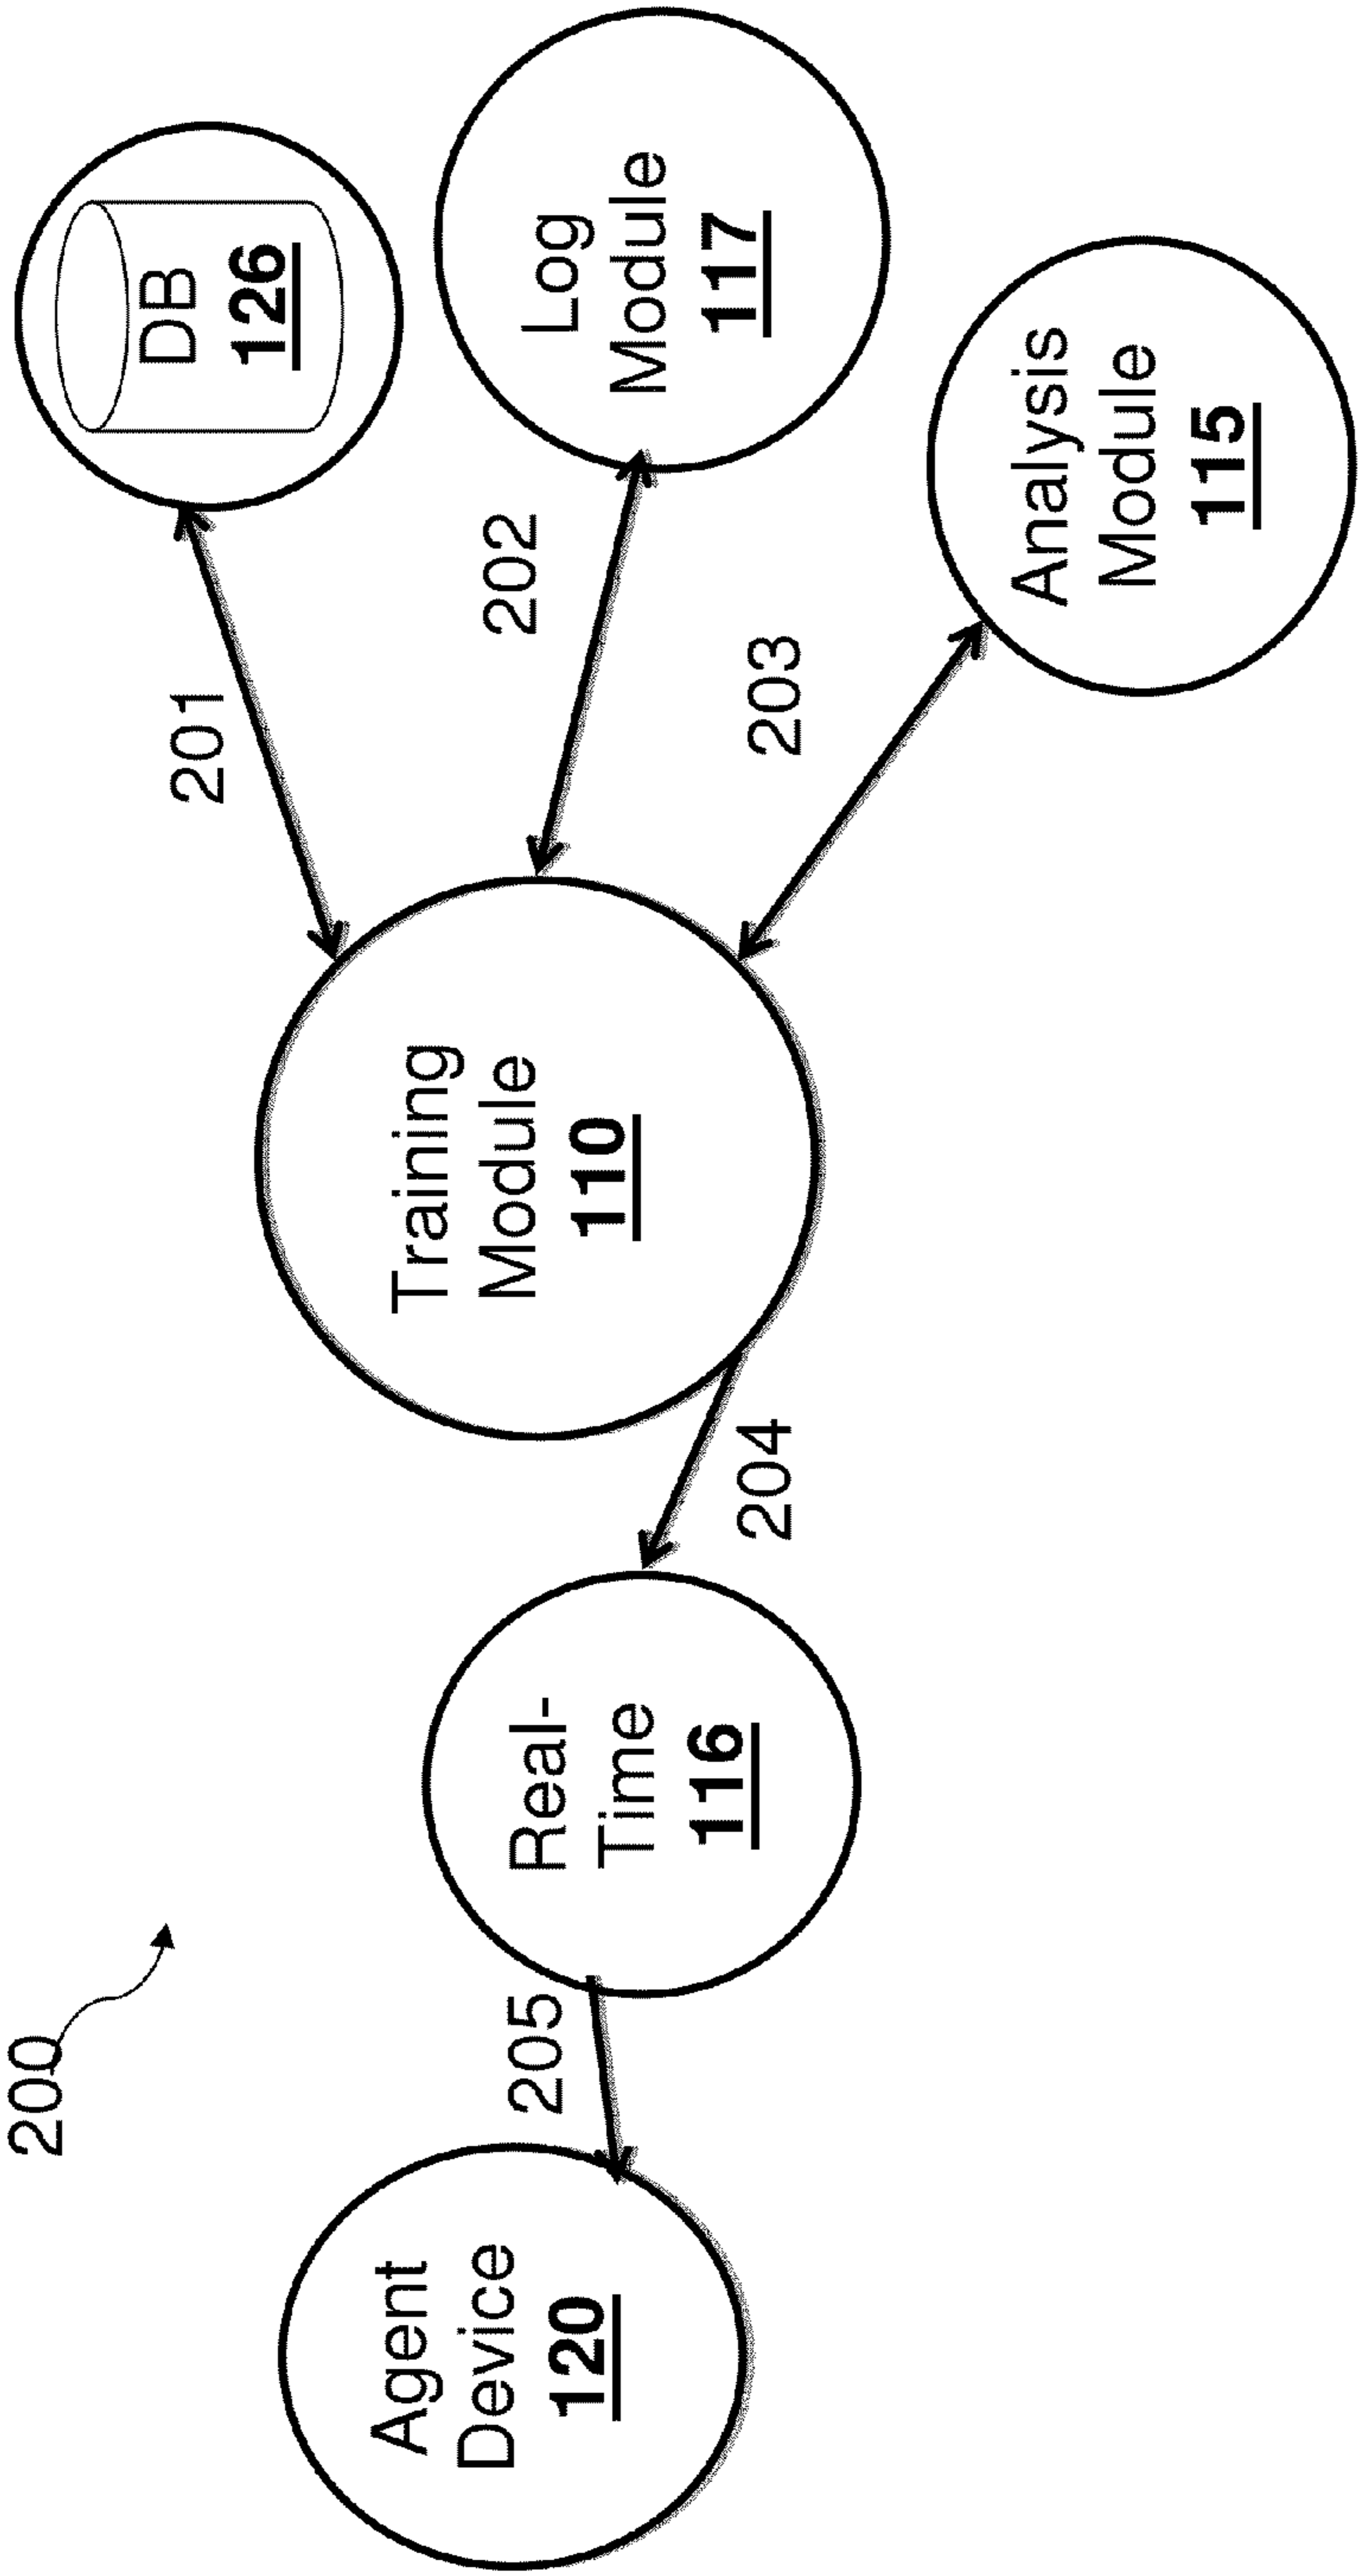 200
Agent
Device
120
205
Real-
Time
116
204
Training
Module
110
201
202
203
DB
126
Log
Module
117
Analysis
Module
115